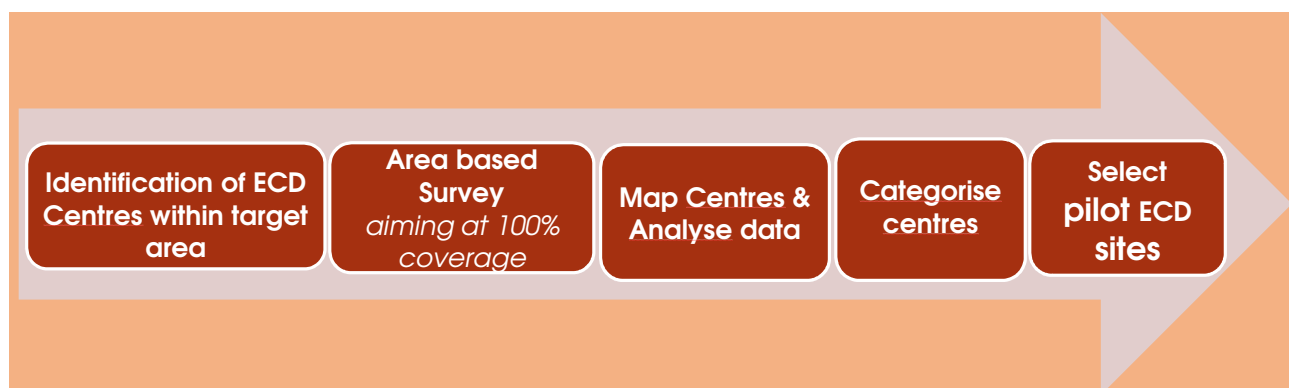 Identification of ECD
Centres within target
area
Area based
Survey
aiming at 100%
coverage
Map Centres &
Analyse data
Categorise
centres
Select
pilot ECD
sites